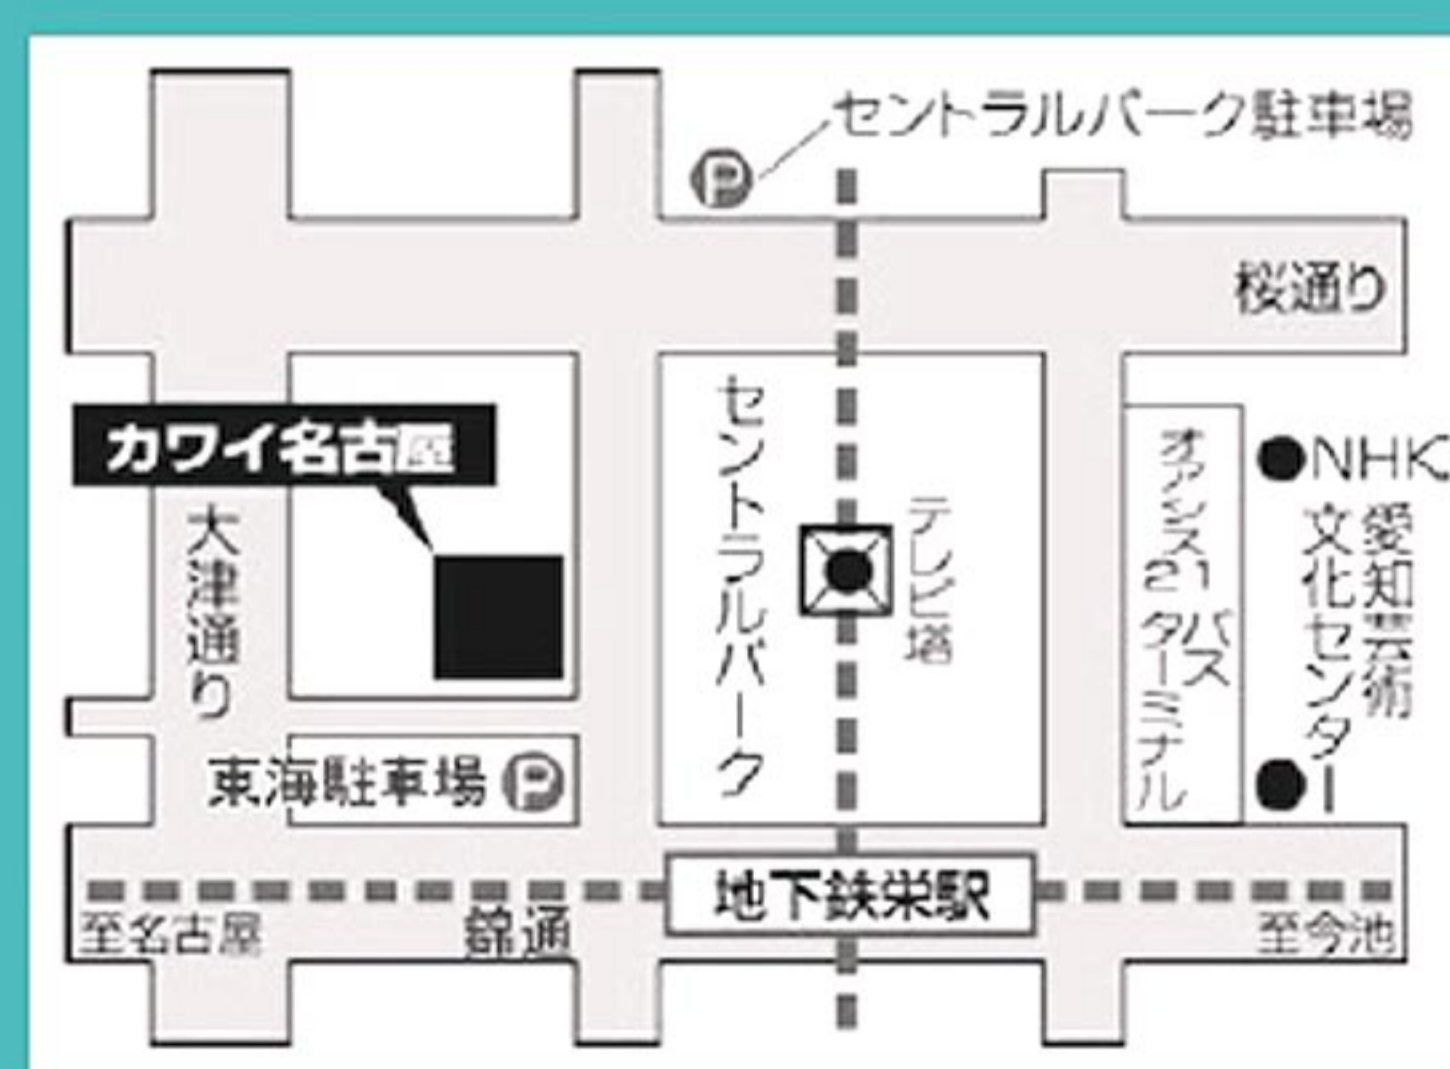 セントラルパーク駐車場
P
桜通り
カワイ名古屋
大津通り
セントラルパーク
テレビ塔
オアシス21
バス
ターミナル
NHK
愛知芸術
文化センター
東海駐車場
P
地下鉄栄駅
至名古屋
錦通
至今池